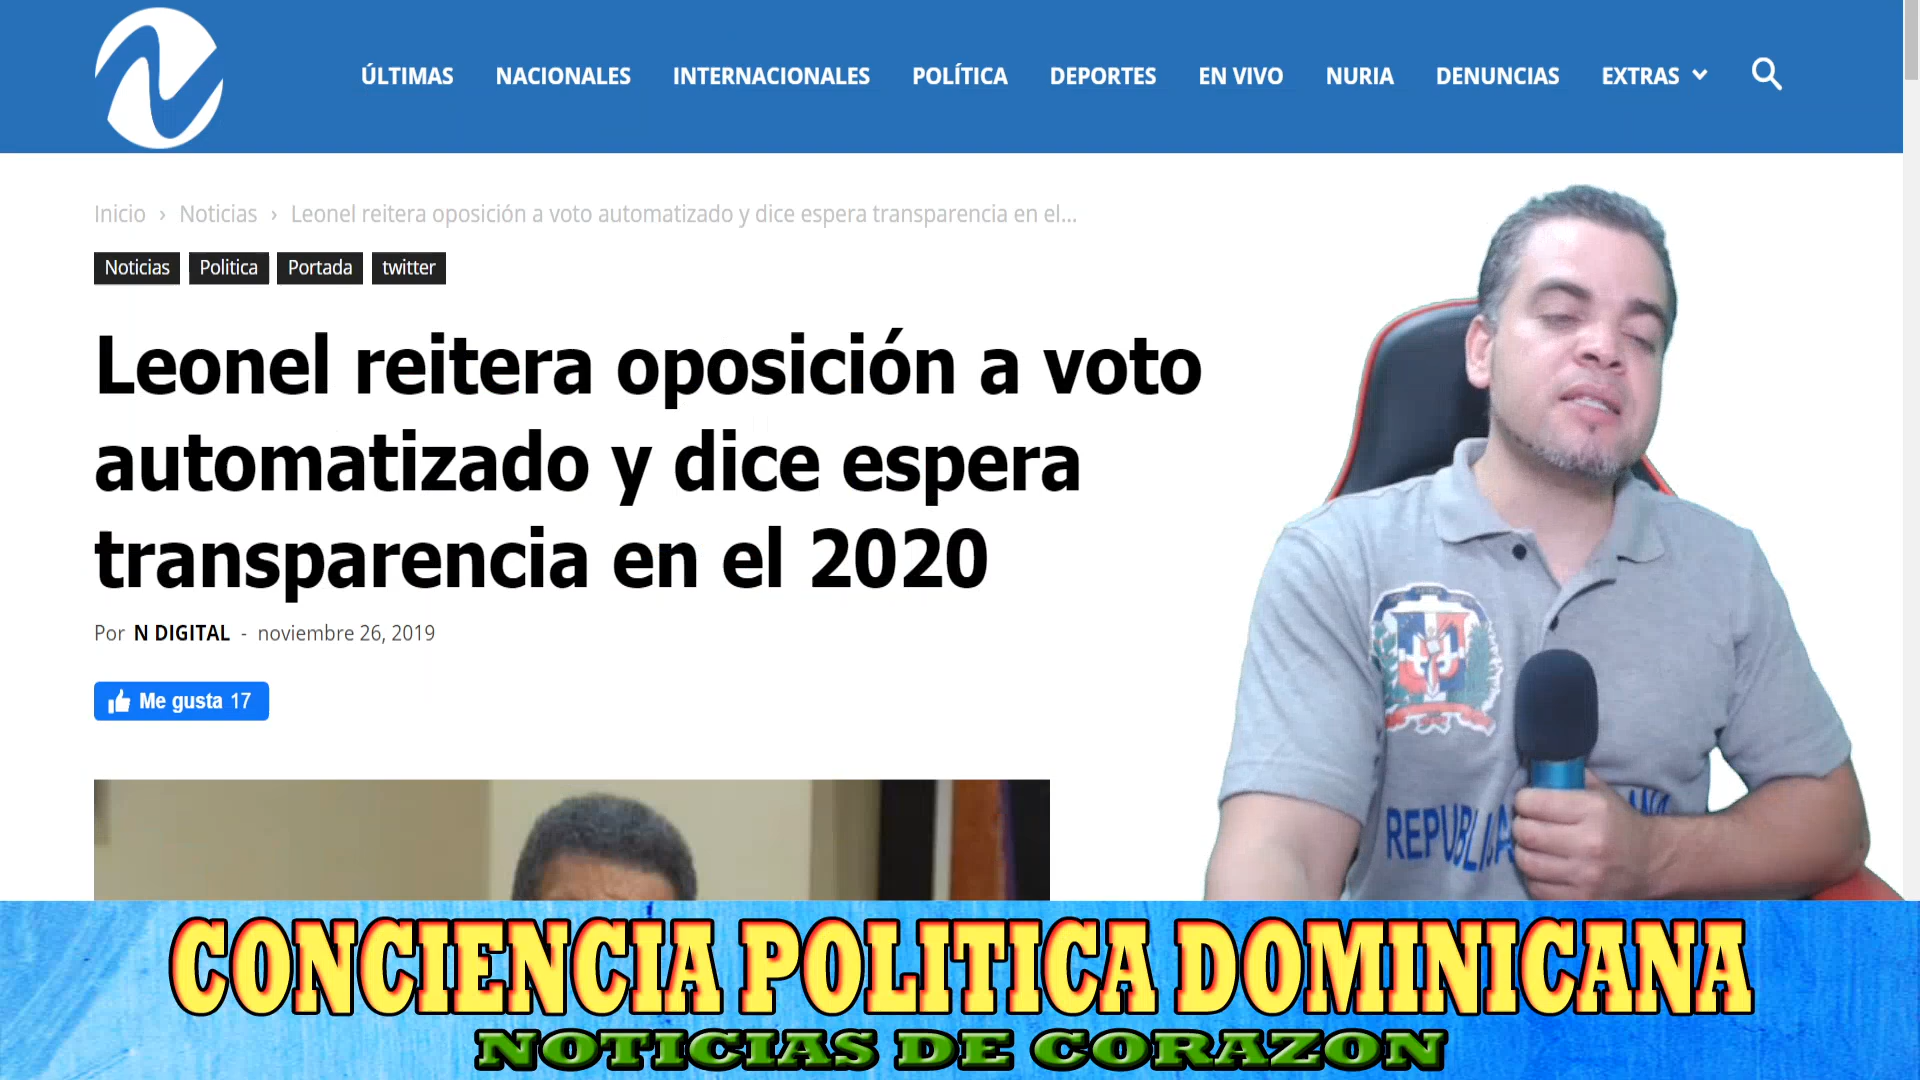 ÚLTIMAS NACIONALES INTERNACIONALES POLÍTICA DEPORTES EN VIVO NURIA DENUNCIAS EXTRAS
Inicio › Noticias › Leonel reitera oposición a voto automatizado y dice espera transparencia en el...
Noticias Politica Portada twitter
Leonel reitera oposición a voto
automatizado y dice espera
transparencia en el 2020
Por N DIGITAL - noviembre 26, 2019
Me gusta 17
REPUBLICA
CONCIENCIA POLITICA DOMINICANA
NOTICIAS DE CORAZON